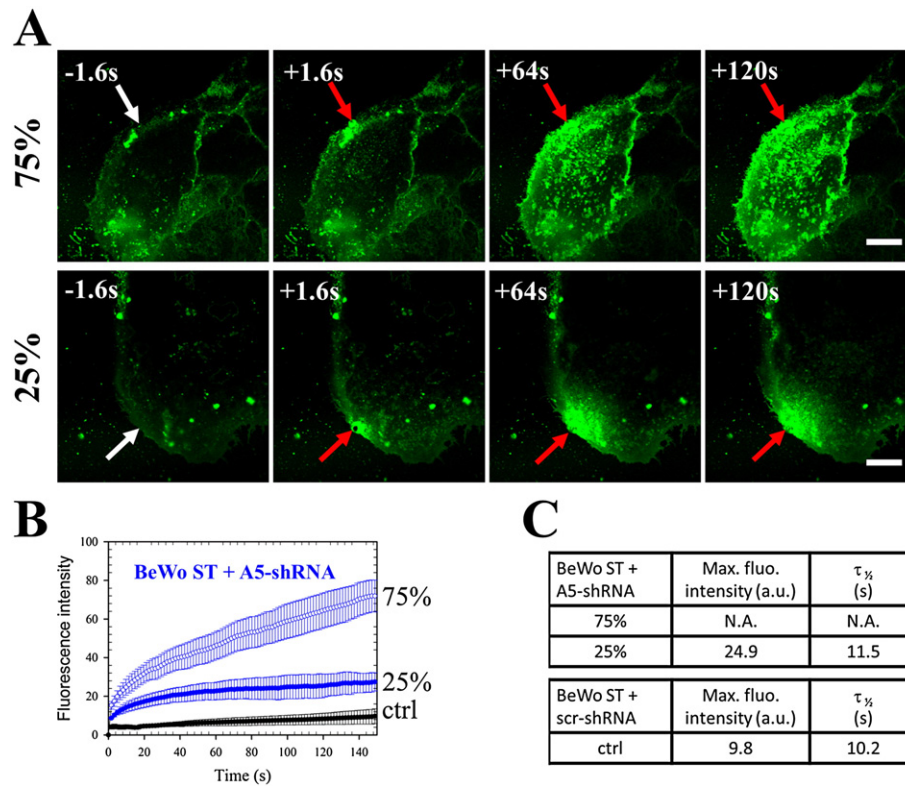 A
75%
-1.6s
+1.6s
+64s
+120s
25%
-1.6s
+1.6s
+64s
+120s
B
Fluorescence intensity
100
80
60
40
20
0
BeWo ST + A5-shRNA
75%
25%
ctrl
0 20 40 60 80 100 120 140
Time (s)
C
BeWo ST + A5-shRNA
Max. fluo. intensity (a.u.)
τ ½ (s)
75% N.A. N.A.
25% 24.9 11.5
BeWo ST + scr-shRNA
Max. fluo. intensity (a.u.)
τ ½ (s)
ctrl 9.8 10.2